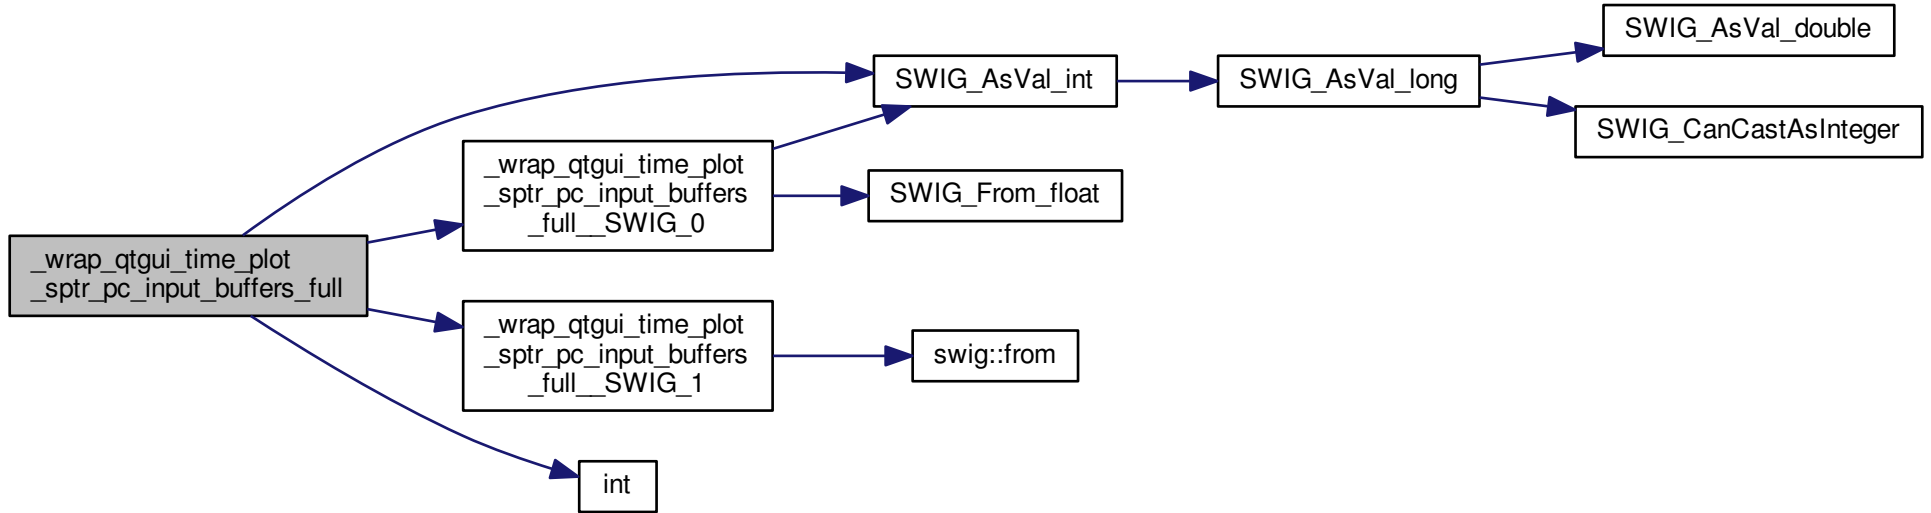 _wrap_qtgui_time_plot
_sptr_pc_input_buffers_full
_wrap_qtgui_time_plot
_sptr_pc_input_buffers
_full__SWIG_0
_wrap_qtgui_time_plot
_sptr_pc_input_buffers
_full__SWIG_1
int
SWIG_AsVal_int
SWIG_From_float
swig::from
SWIG_AsVal_long
SWIG_AsVal_double
SWIG_CanCastAsInteger